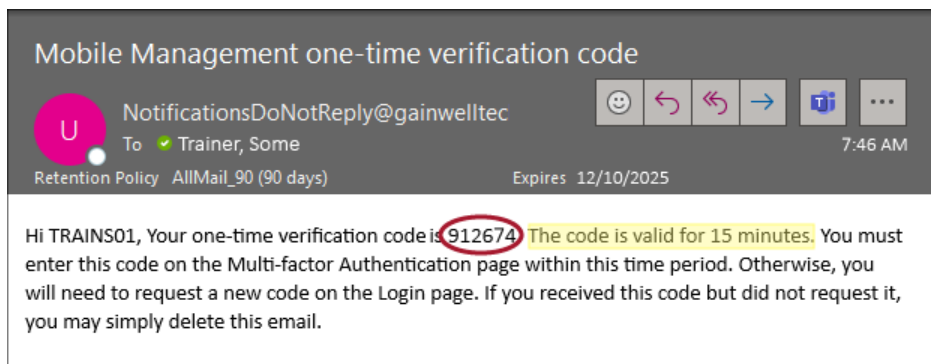 Mobile Management one-time verification code
U
NotificationsDoNotReply@gainwelltec
To Trainer, Some
7:46 AM
Retention Policy AllMail_90 (90 days) Expires 12/10/2025
Hi TRAINS01, Your one-time verification code is 912674. The code is valid for 15 minutes. You must
enter this code on the Multi-factor Authentication page within this time period. Otherwise, you
will need to request a new code on the Login page. If you received this code but did not request it,
you may simply delete this email.